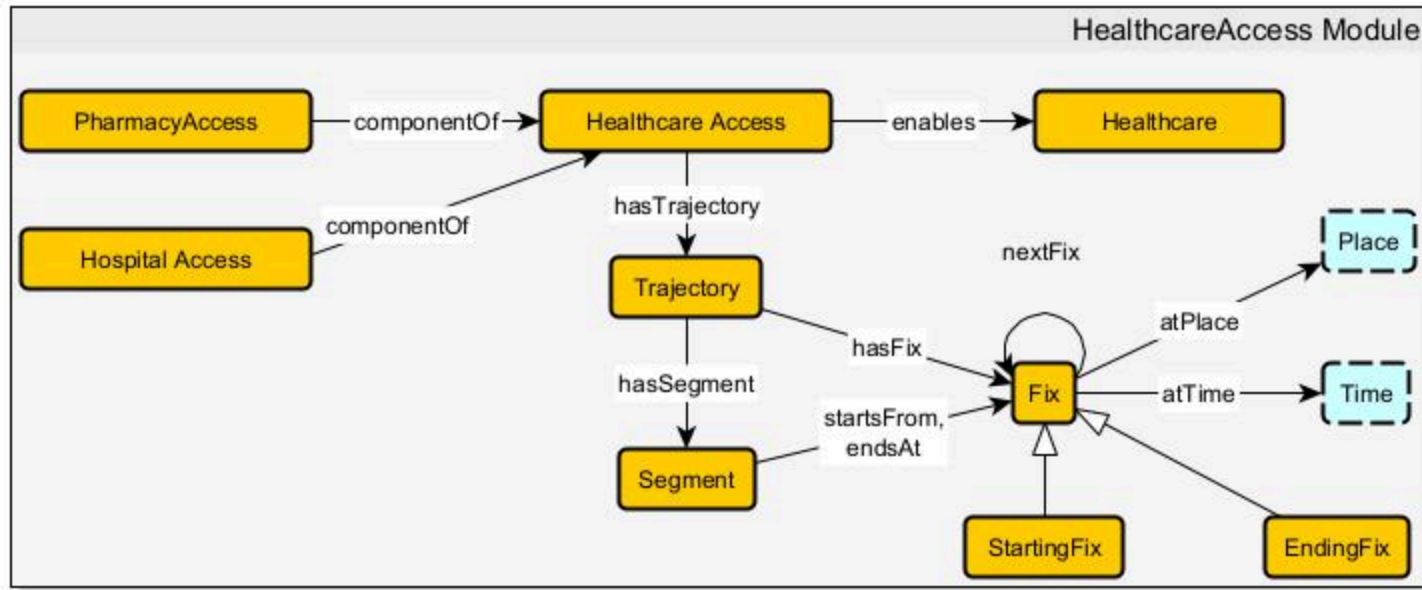 HealthcareAccess Module
PharmacyAccess
componentOf
Healthcare Access
enables
Healthcare
hasTrajectory
componentOf
Hospital Access
Place
nextFix
Trajectory
atPlace
hasFix
hasSegment
Fix
atTime
Time
startsFrom,
endsAt
Segment
StartingFix
EndingFix